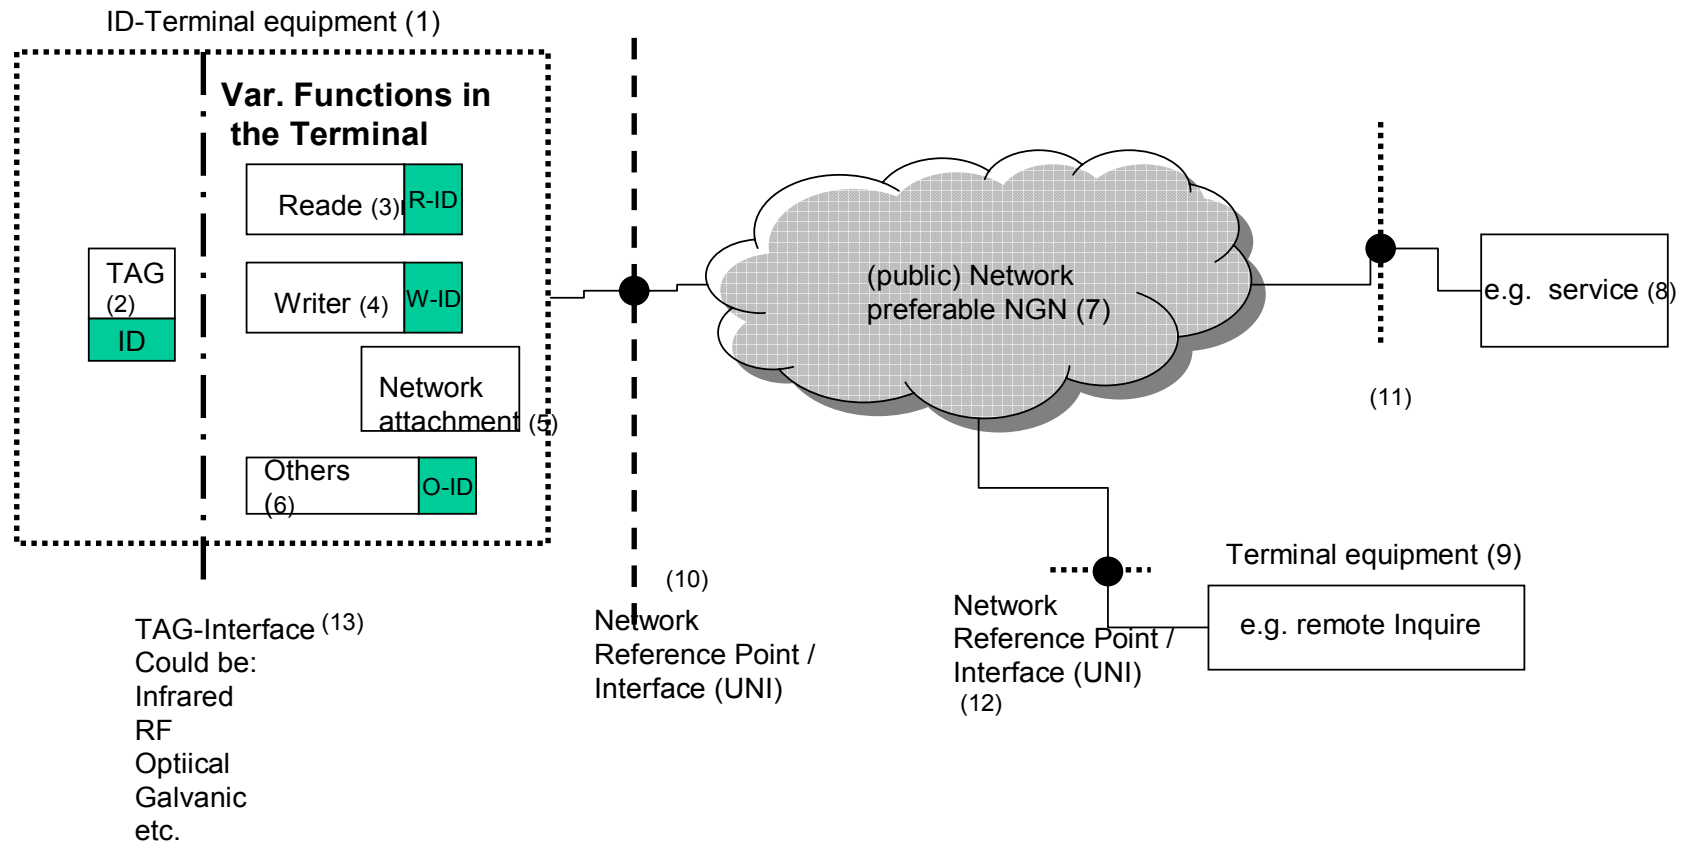 ID-Terminal equipment (1)
Var. Functions in
the Terminal
Reade (3)r
R-ID
TAG
(2)
ID
Writer (4)
W-ID
Network
attachment (5)
Others
(6)
O-ID
TAG-Interface (13)
Could be:
Infrared
RF
Optiical
Galvanic
etc.
(10)
Network
Reference Point /
Interface (UNI)
(public) Network
preferable NGN (7)
e.g. service (8)
(11)
Network
Reference Point /
Interface (UNI)
(12)
Terminal equipment (9)
e.g. remote Inquire